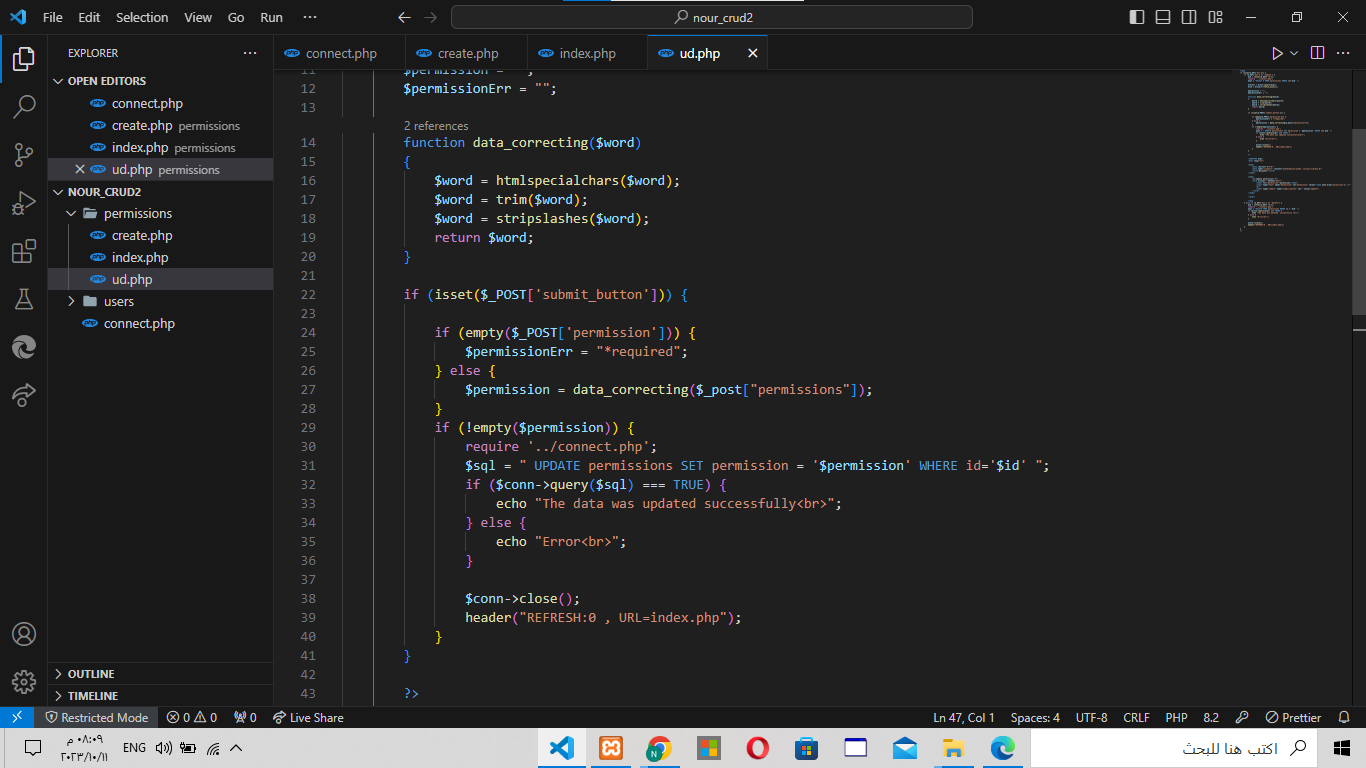 File Edit Selection View Go Run ··· nour_crud2
EXPLORER ···
OPEN EDITORS
connect.php
create.php permissions
index.php permissions
ud.php permissions
NOUR_CRUD2
permissions
create.php
index.php
ud.php
users
connect.php
OUTLINE
TIMELINE
connect.php create.php index.php ud.php
12 $permissionErr = "";
13
2 references
14 function data_correcting($word)
15 {
16 $word = htmlspecialchars($word);
17 $word = trim($word);
18 $word = stripslashes($word);
19 return $word;
20 }
21
22 if (isset($_POST['submit_button'])) {
23
24 if (empty($_POST['permission'])) {
25 $permissionErr = "*required";
26 } else {
27 $permission = data_correcting($_post["permissions"]);
28 }
29 if (!empty($permission)) {
30 require '../connect.php';
31 $sql = " UPDATE permissions SET permission = '$permission' WHERE id='$id' ";
32 if ($conn->query($sql) === TRUE) {
33 echo "The data was updated successfully<br>";
34 } else {
35 echo "Error<br>";
36 }
37
38 $conn->close();
39 header("REFRESH:0 , URL=index.php");
40 }
41 }
42
43 ?>
Restricted Mode 0 0 0 Live Share Ln 47, Col 1 Spaces: 4 UTF-8 CRLF PHP 8.2 Prettier
٠٨:٠٩ م
٢٠٢٣/١٠/١١
ENG
اكتب هنا للبحث